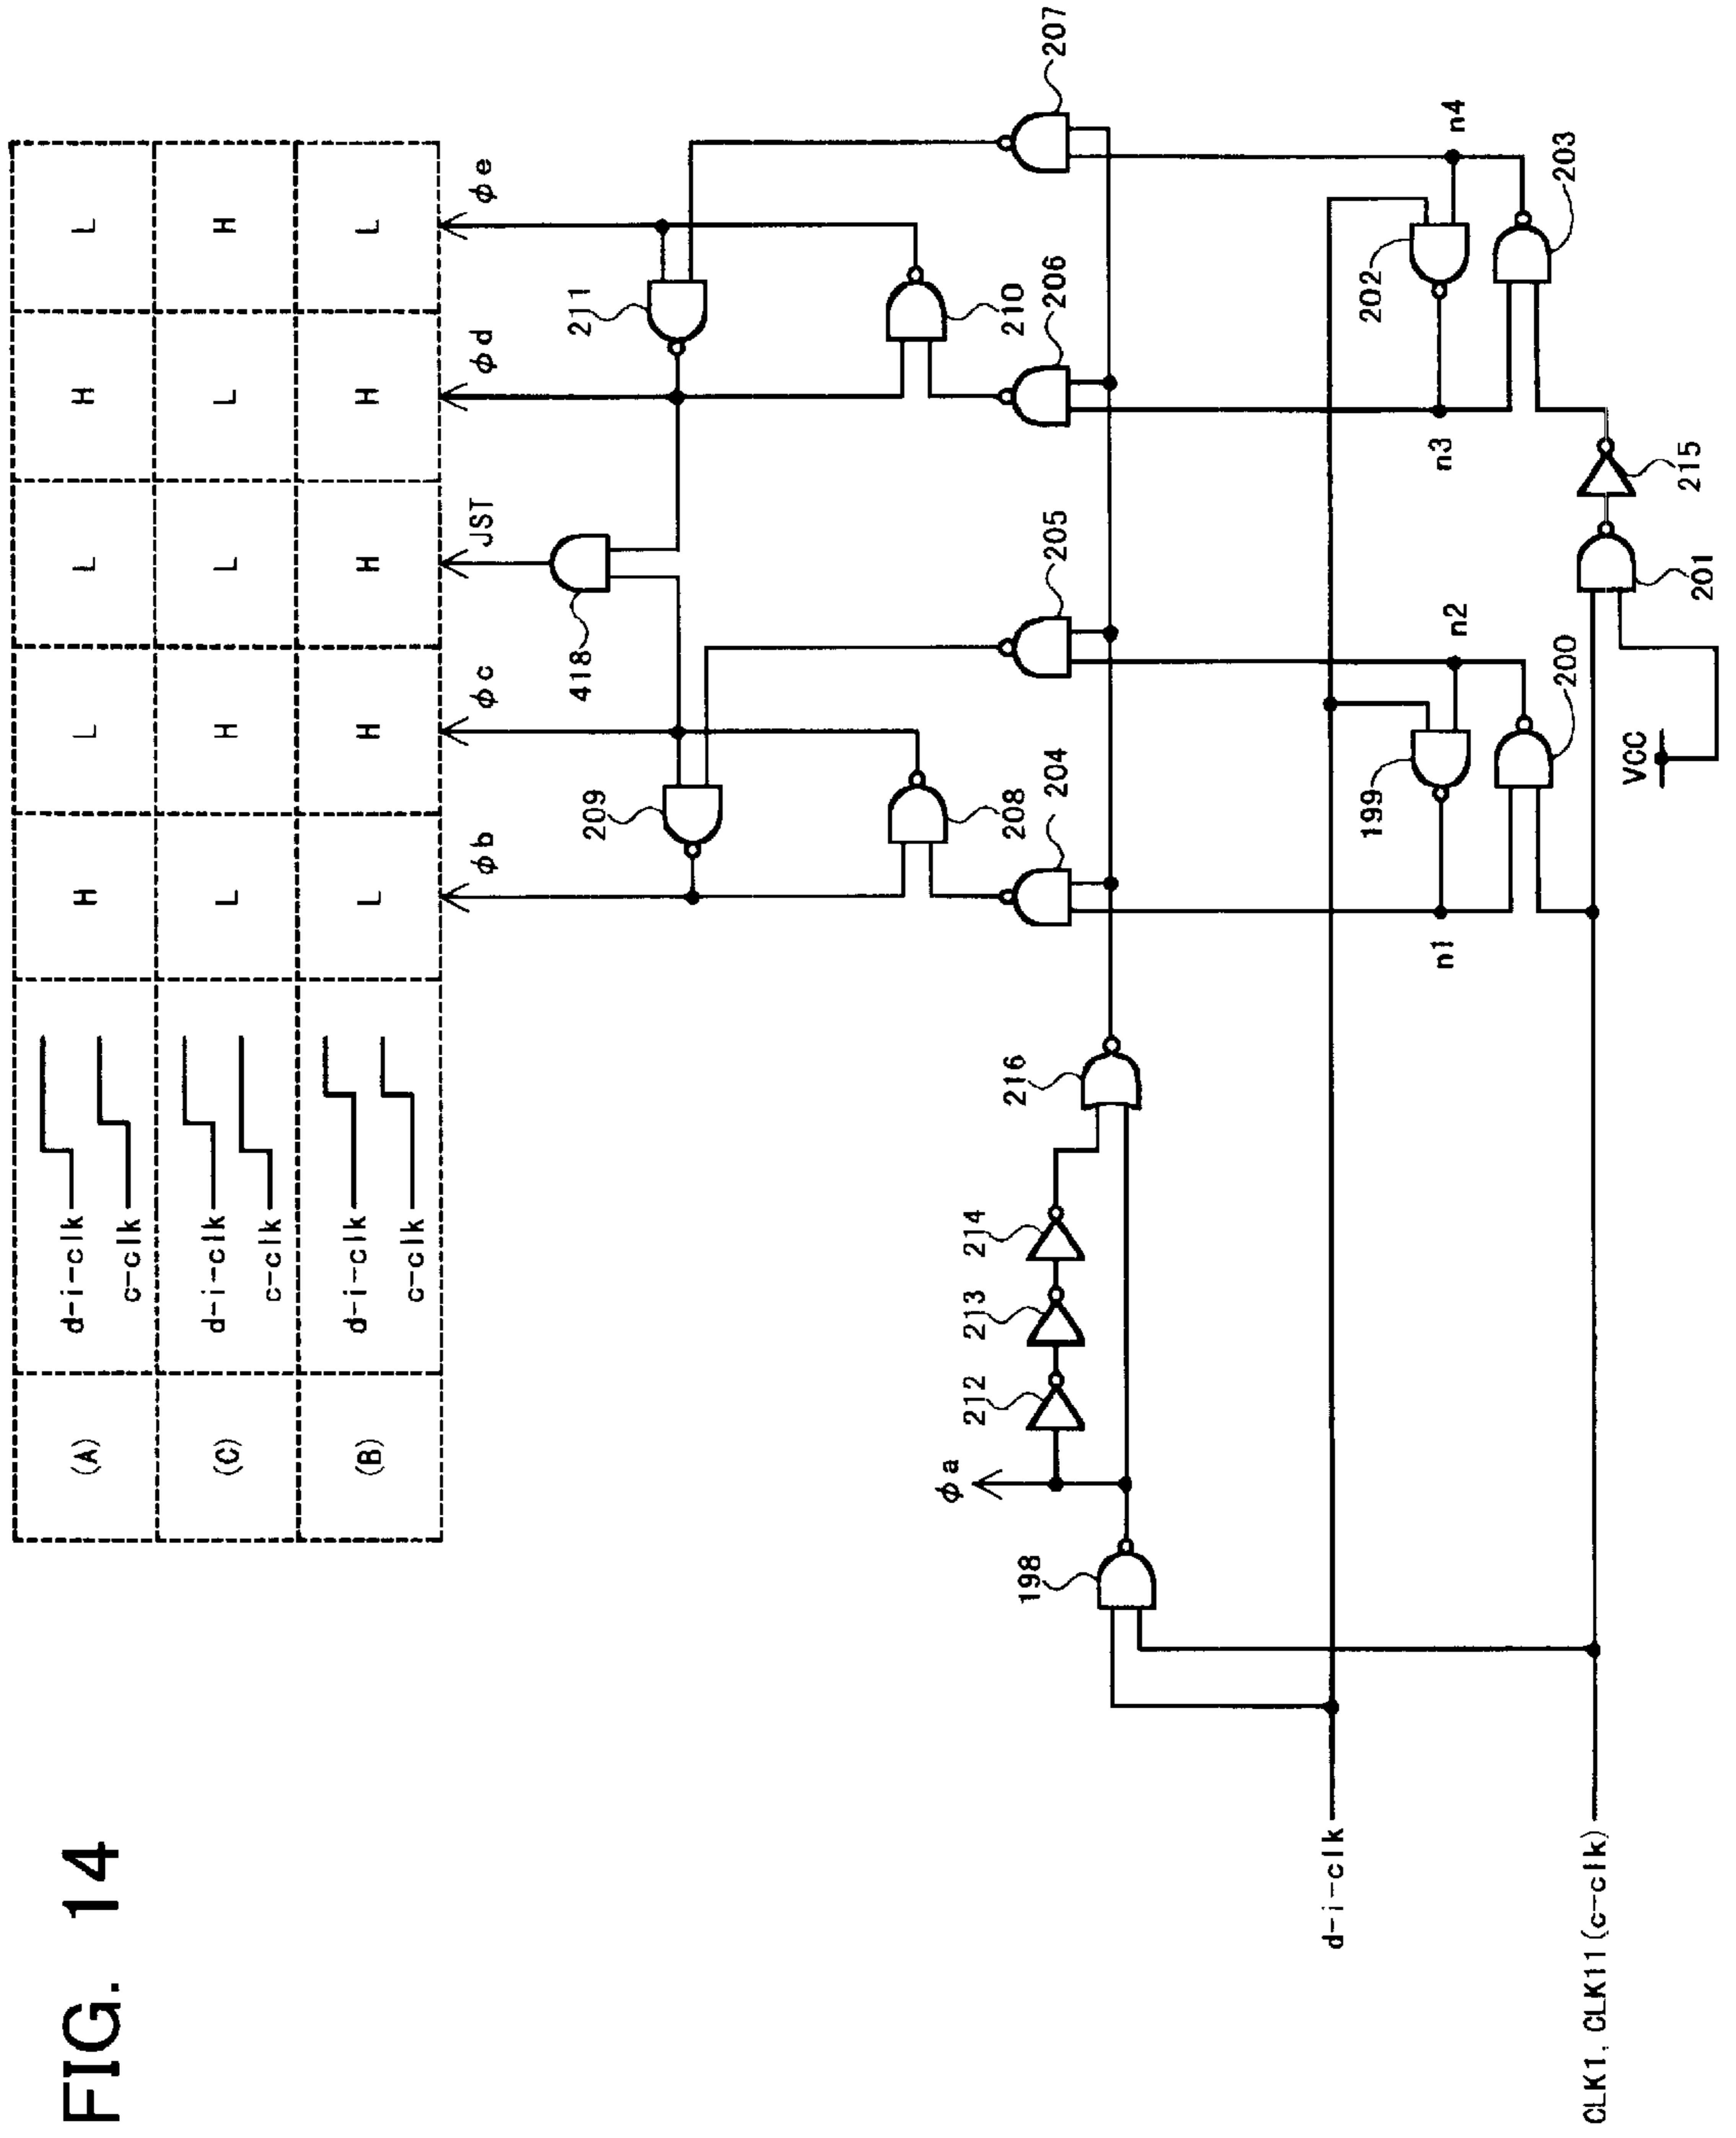 FIG. 14
(A)
d-i-clk
c-clk
H L L H L
(C)
d-i-clk
c-clk
L H L L H
(B)
d-i-clk
c-clk
L H H H L
φb
φc
JST
φd
φe
209
418
211
φa
212
213
214
198
216
204
208
205
206
210
207
d-i-clk
n1
199
n2
200
n3
202
n4
203
CLK1, CLK11(c-clk)
VCC
201
215